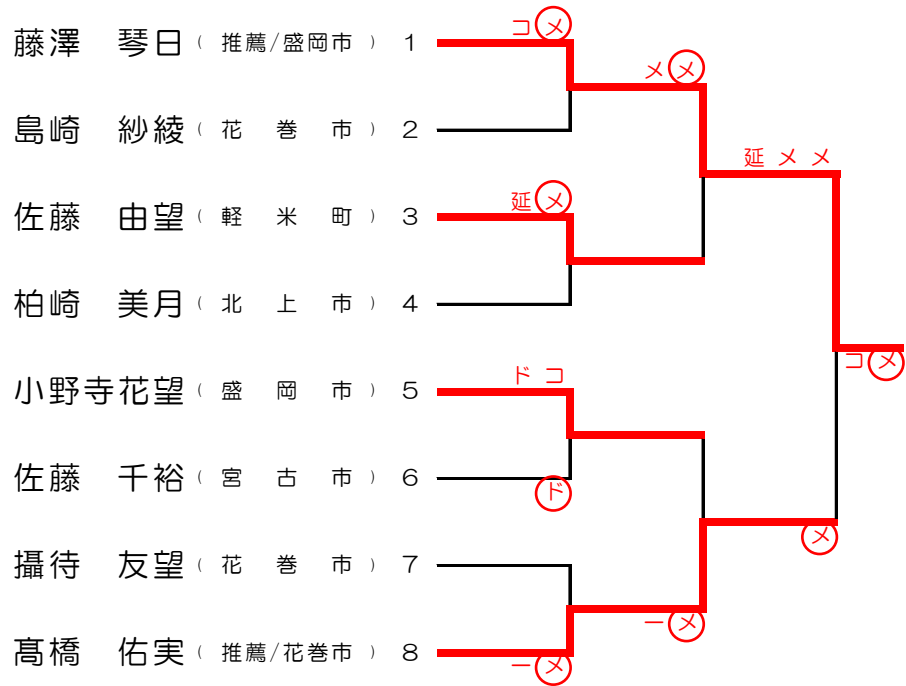 藤澤　琴日（ 推薦/盛岡市 ）１
コメ
メメ
島崎　紗綾（ 花　巻　市 ）２
延メメ
佐藤　由望（ 軽　米　町 ）３
延メ
柏崎　美月（ 北　上　市 ）４
コメ
小野寺花望（ 盛　岡　市 ）５
ドコ
佐藤　千裕（ 宮　古　市 ）６
ド
メ
攝待　友望（ 花　巻　市 ）７
一メ
髙橋　佑実（ 推薦/花巻市 ）８
一メ